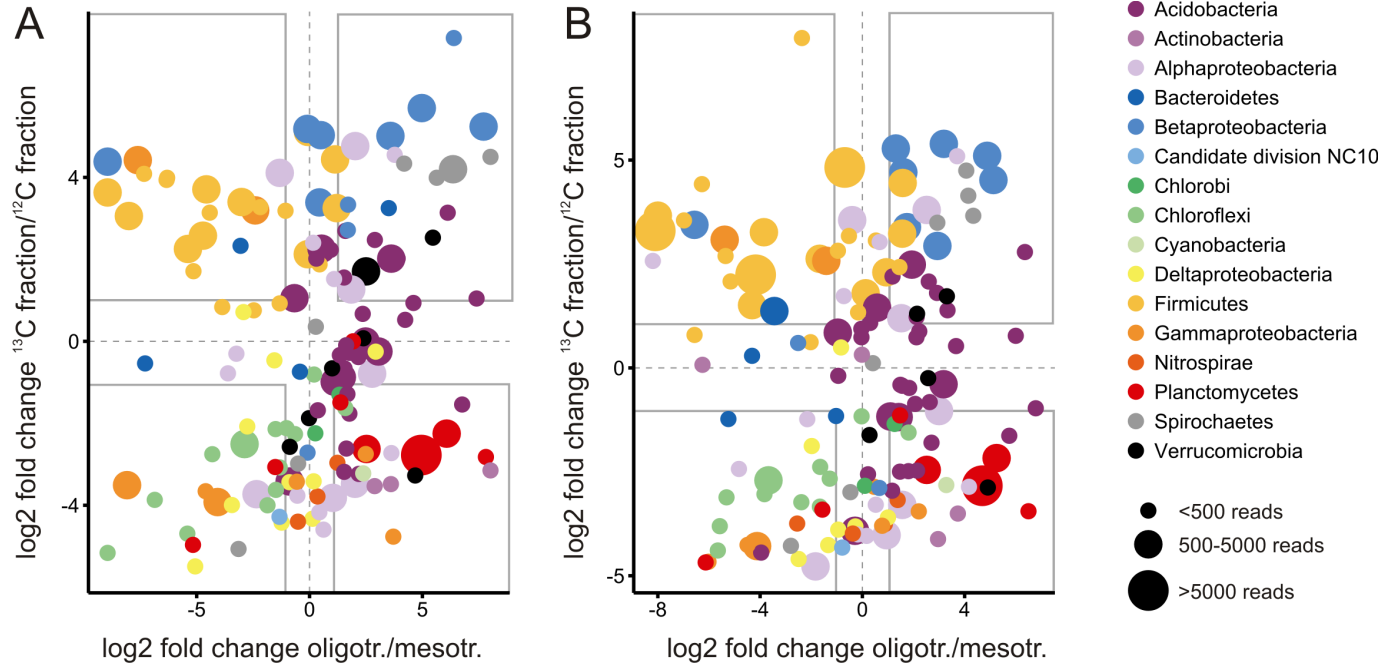 A
log2 fold change ¹³C fraction/¹²C fraction
4
0
-4
-5
0
5
log2 fold change oligotr./mesotr.
B
log2 fold change ¹³C fraction/¹²C fraction
5
0
-5
-8
-4
0
4
log2 fold change oligotr./mesotr.
Acidobacteria
Actinobacteria
Alphaproteobacteria
Bacteroidetes
Betaproteobacteria
Candidate division NC10
Chlorobi
Chloroflexi
Cyanobacteria
Deltaproteobacteria
Firmicutes
Gammaproteobacteria
Nitrospirae
Planctomycetes
Spirochaetes
Verrucomicrobia
<500 reads
500-5000 reads
>5000 reads